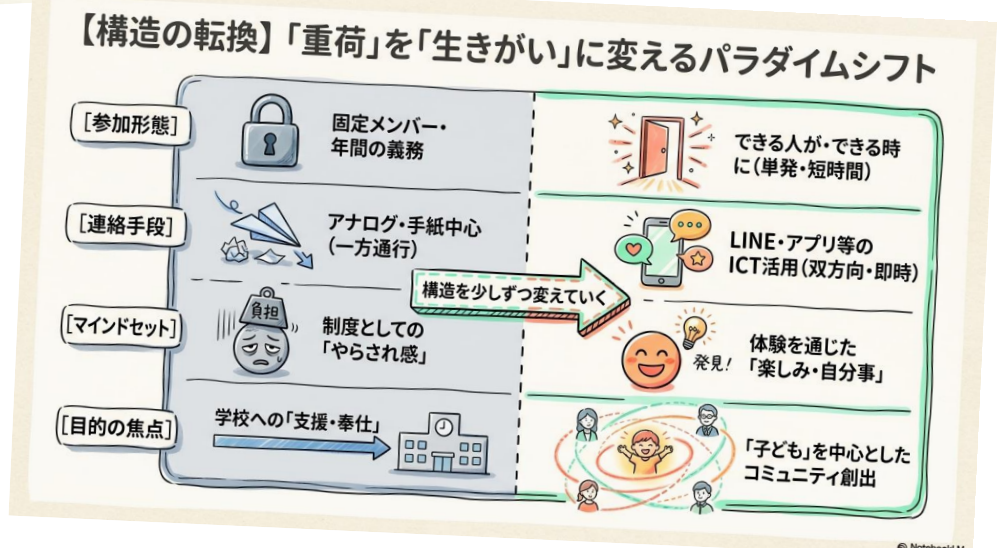 【構造の転換】「重荷」を「生きがい」に変えるパラダイムシフト
[参加形態]
固定メンバー・
年間の義務
できる人が・できる時
に(単発・短時間)
[連絡手段]
アナログ・手紙中心
(一方通行)
LINE・アプリ等の
ICT活用(双方向・即時)
構造を少しずつ変えていく
[マインドセット]
負担
制度としての
「やらされ感」
発見!
体験を通じた
「楽しみ・自分事」
[目的の焦点]
学校への「支援・奉仕」
「子ども」を中心とした
コミュニティ創出